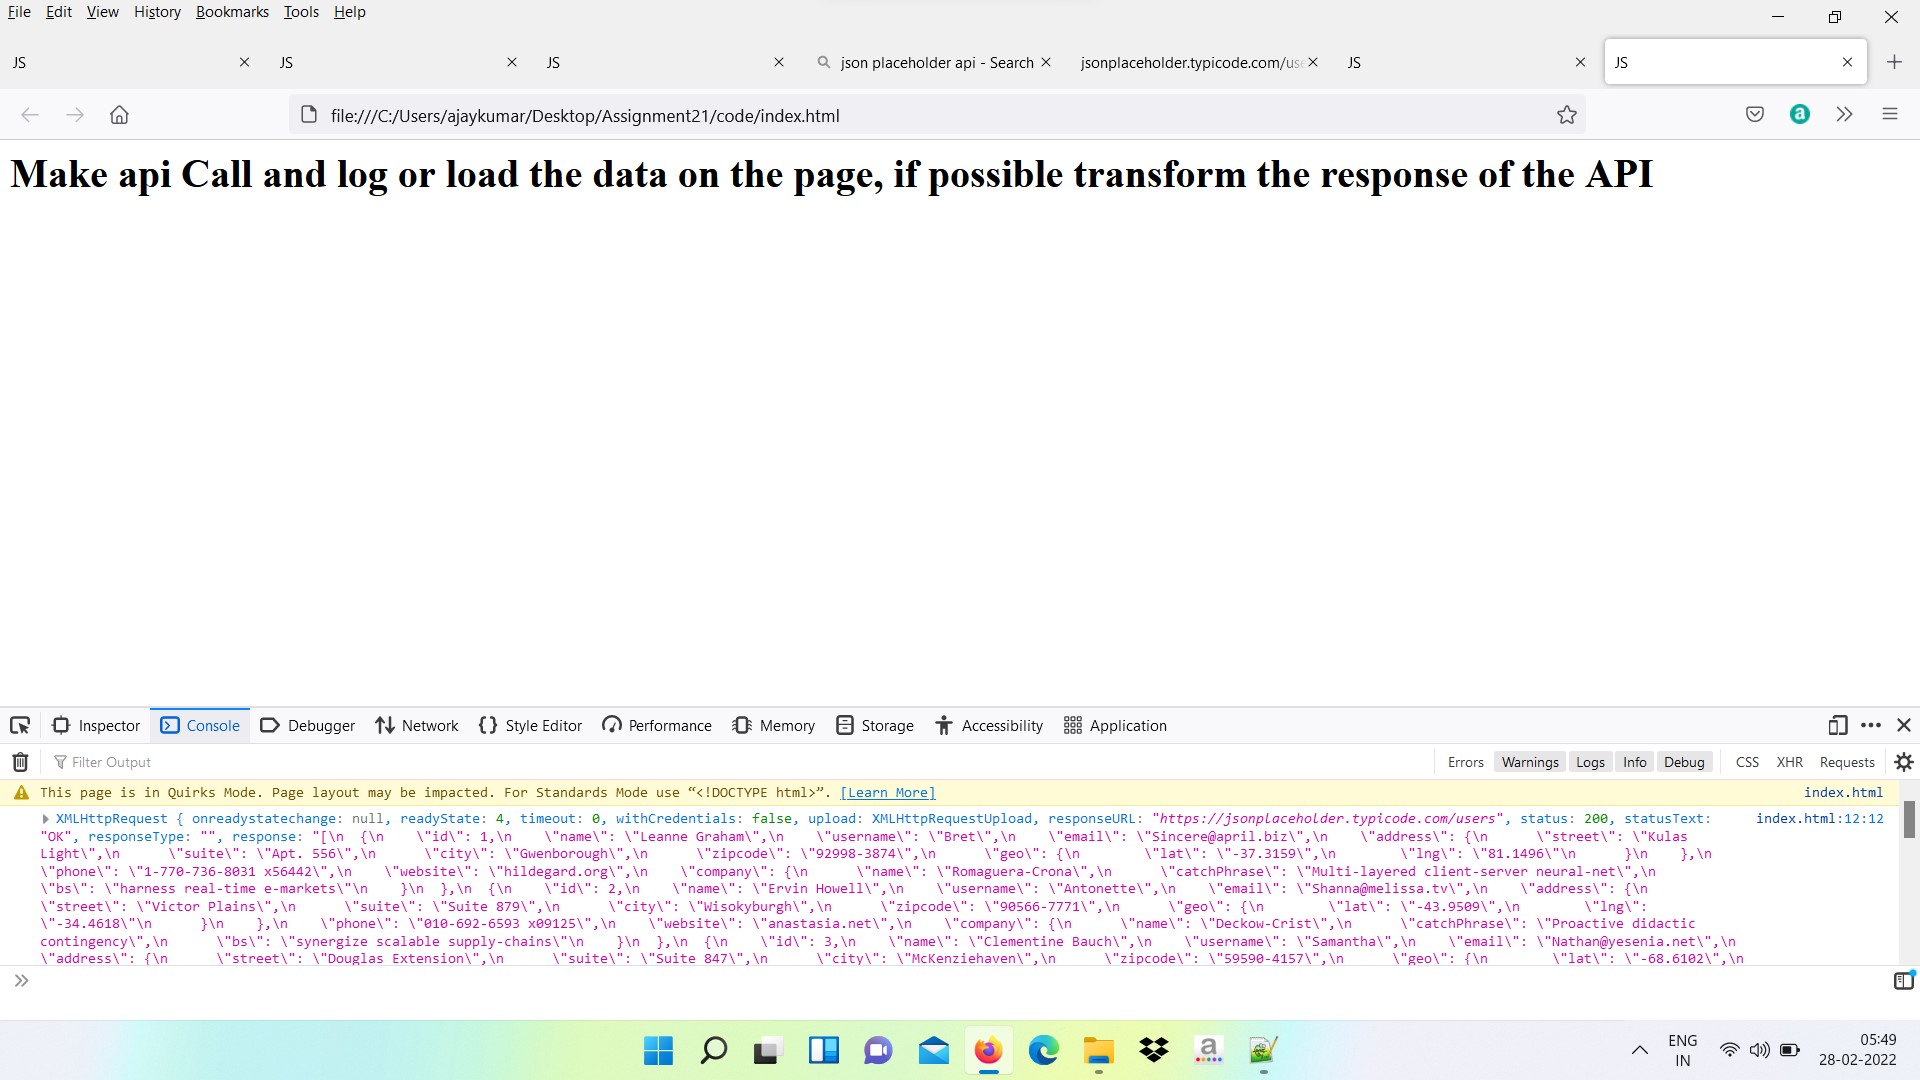 File Edit View History Bookmarks Tools Help
JS JS JS json placeholder api - Search jsonplaceholder.typicode.com/use JS JS
file:///C:/Users/ajaykumar/Desktop/Assignment21/code/index.html
Make api Call and log or load the data on the page, if possible transform the response of the API
Inspector Console Debugger Network Style Editor Performance Memory Storage Accessibility Application
Filter Output Errors Warnings Logs Info Debug CSS XHR Requests
This page is in Quirks Mode. Page layout may be impacted. For Standards Mode use “<!DOCTYPE html>”. [Learn More] index.html
XMLHttpRequest { onreadystatechange: null, readyState: 4, timeout: 0, withCredentials: false, upload: XMLHttpRequestUpload, responseURL: "https://jsonplaceholder.typicode.com/users", status: 200, statusText: index.html:12:12
"OK", responseType: "", response: "[\n  {\n    \"id\": 1,\n    \"name\": \"Leanne Graham\",\n    \"username\": \"Bret\",\n    \"email\": \"Sincere@april.biz\",\n    \"address\": {\n      \"street\": \"Kulas
Light\",\n      \"suite\": \"Apt. 556\",\n      \"city\": \"Gwenborough\",\n      \"zipcode\": \"92998-3874\",\n      \"geo\": {\n        \"lat\": \"-37.3159\",\n        \"lng\": \"81.1496\"\n      }\n    },\n
\"phone\": \"1-770-736-8031 x56442\",\n    \"website\": \"hildegard.org\",\n    \"company\": {\n      \"name\": \"Romaguera-Crona\",\n      \"catchPhrase\": \"Multi-layered client-server neural-net\",\n
\"bs\": \"harness real-time e-markets\"\n    }\n  },\n  {\n    \"id\": 2,\n    \"name\": \"Ervin Howell\",\n    \"username\": \"Antonette\",\n    \"email\": \"Shanna@melissa.tv\",\n    \"address\": {\n
\"street\": \"Victor Plains\",\n      \"suite\": \"Suite 879\",\n      \"city\": \"Wisokyburgh\",\n      \"zipcode\": \"90566-7771\",\n      \"geo\": {\n        \"lat\": \"-43.9509\",\n        \"lng\":
\"-34.4618\"\n      }\n    },\n    \"phone\": \"010-692-6593 x09125\",\n    \"website\": \"anastasia.net\",\n    \"company\": {\n      \"name\": \"Deckow-Crist\",\n      \"catchPhrase\": \"Proactive didactic
contingency\",\n      \"bs\": \"synergize scalable supply-chains\"\n    }\n  },\n  {\n    \"id\": 3,\n    \"name\": \"Clementine Bauch\",\n    \"username\": \"Samantha\",\n    \"email\": \"Nathan@yesenia.net\",\n
\"address\": {\n      \"street\": \"Douglas Extension\",\n      \"suite\": \"Suite 847\",\n      \"city\": \"McKenziehaven\",\n      \"zipcode\": \"59590-4157\",\n      \"geo\": {\n        \"lat\": \"-68.6102\",\n
ENG
IN
05:49
28-02-2022